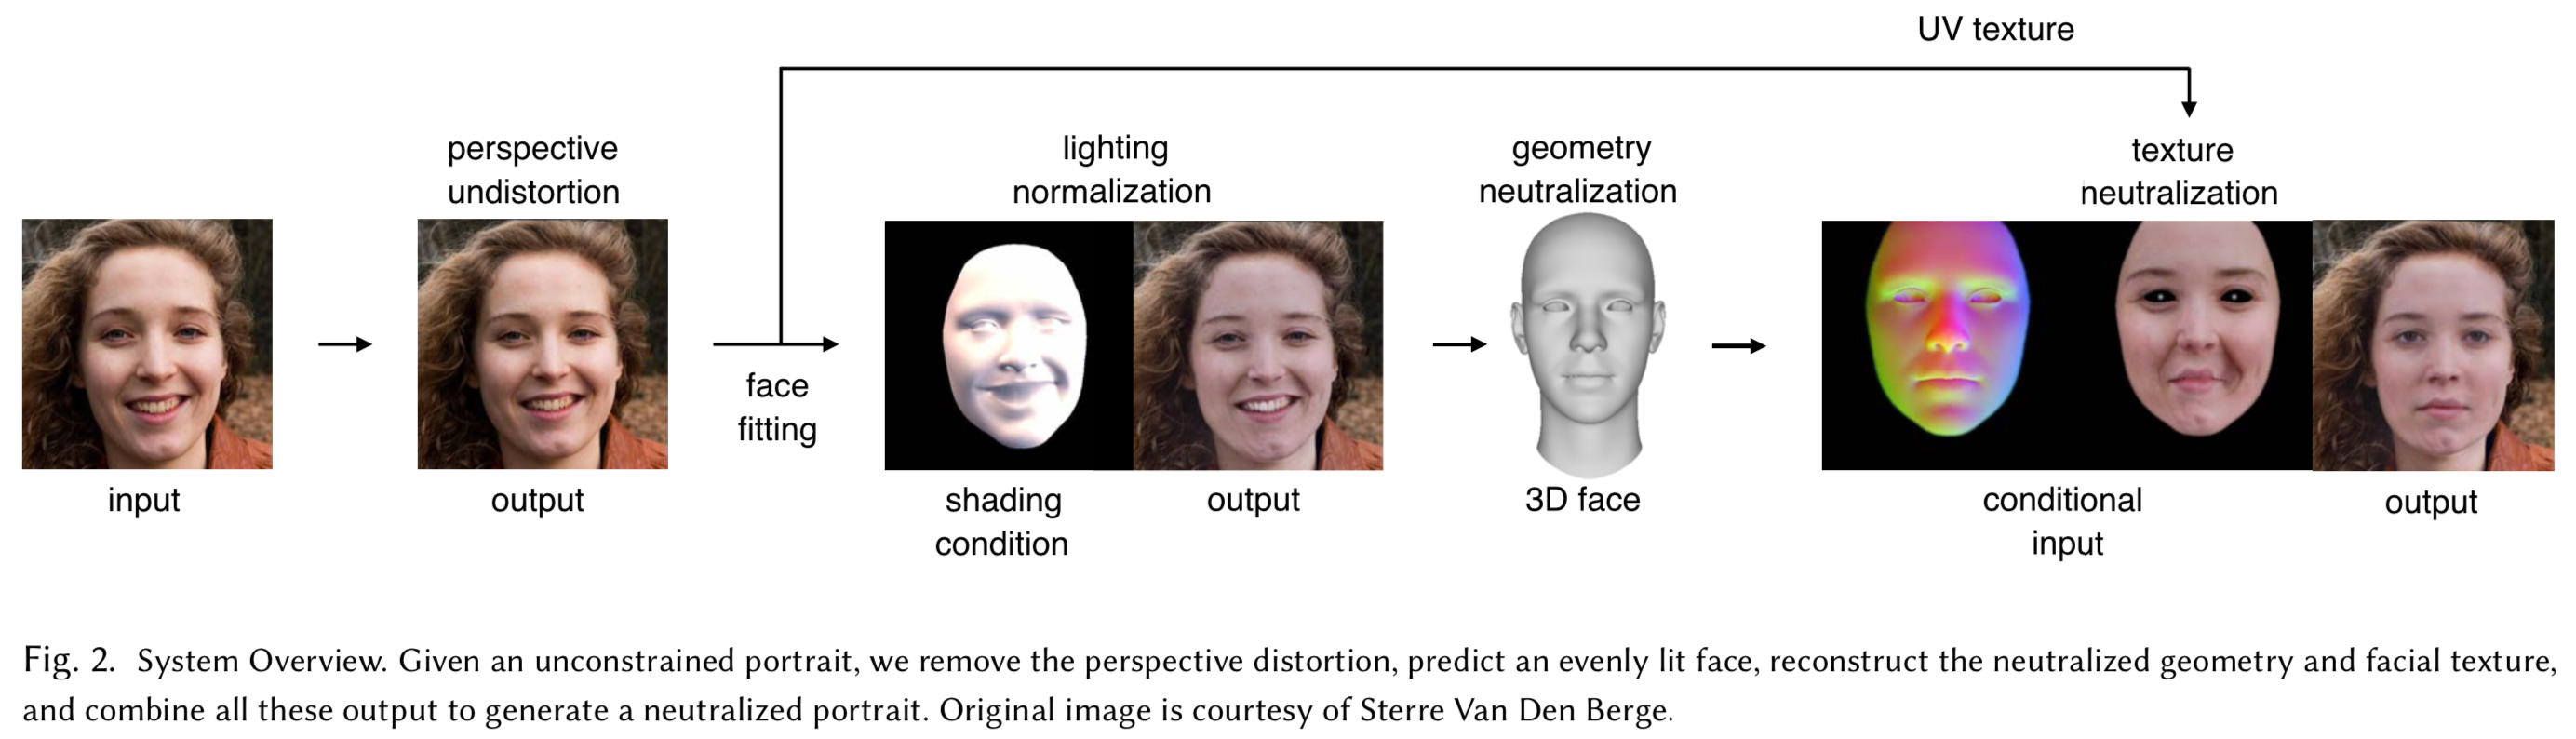 UV texture
perspective
undistortion
lighting
normalization
geometry
neutralization
texture
neutralization
face
fitting
input
output
shading
condition
output
3D face
conditional
input
output
Fig. 2. System Overview. Given an unconstrained portrait, we remove the perspective distortion, predict an evenly lit face, reconstruct the neutralized geometry and facial texture,
and combine all these output to generate a neutralized portrait. Original image is courtesy of Sterre Van Den Berge.